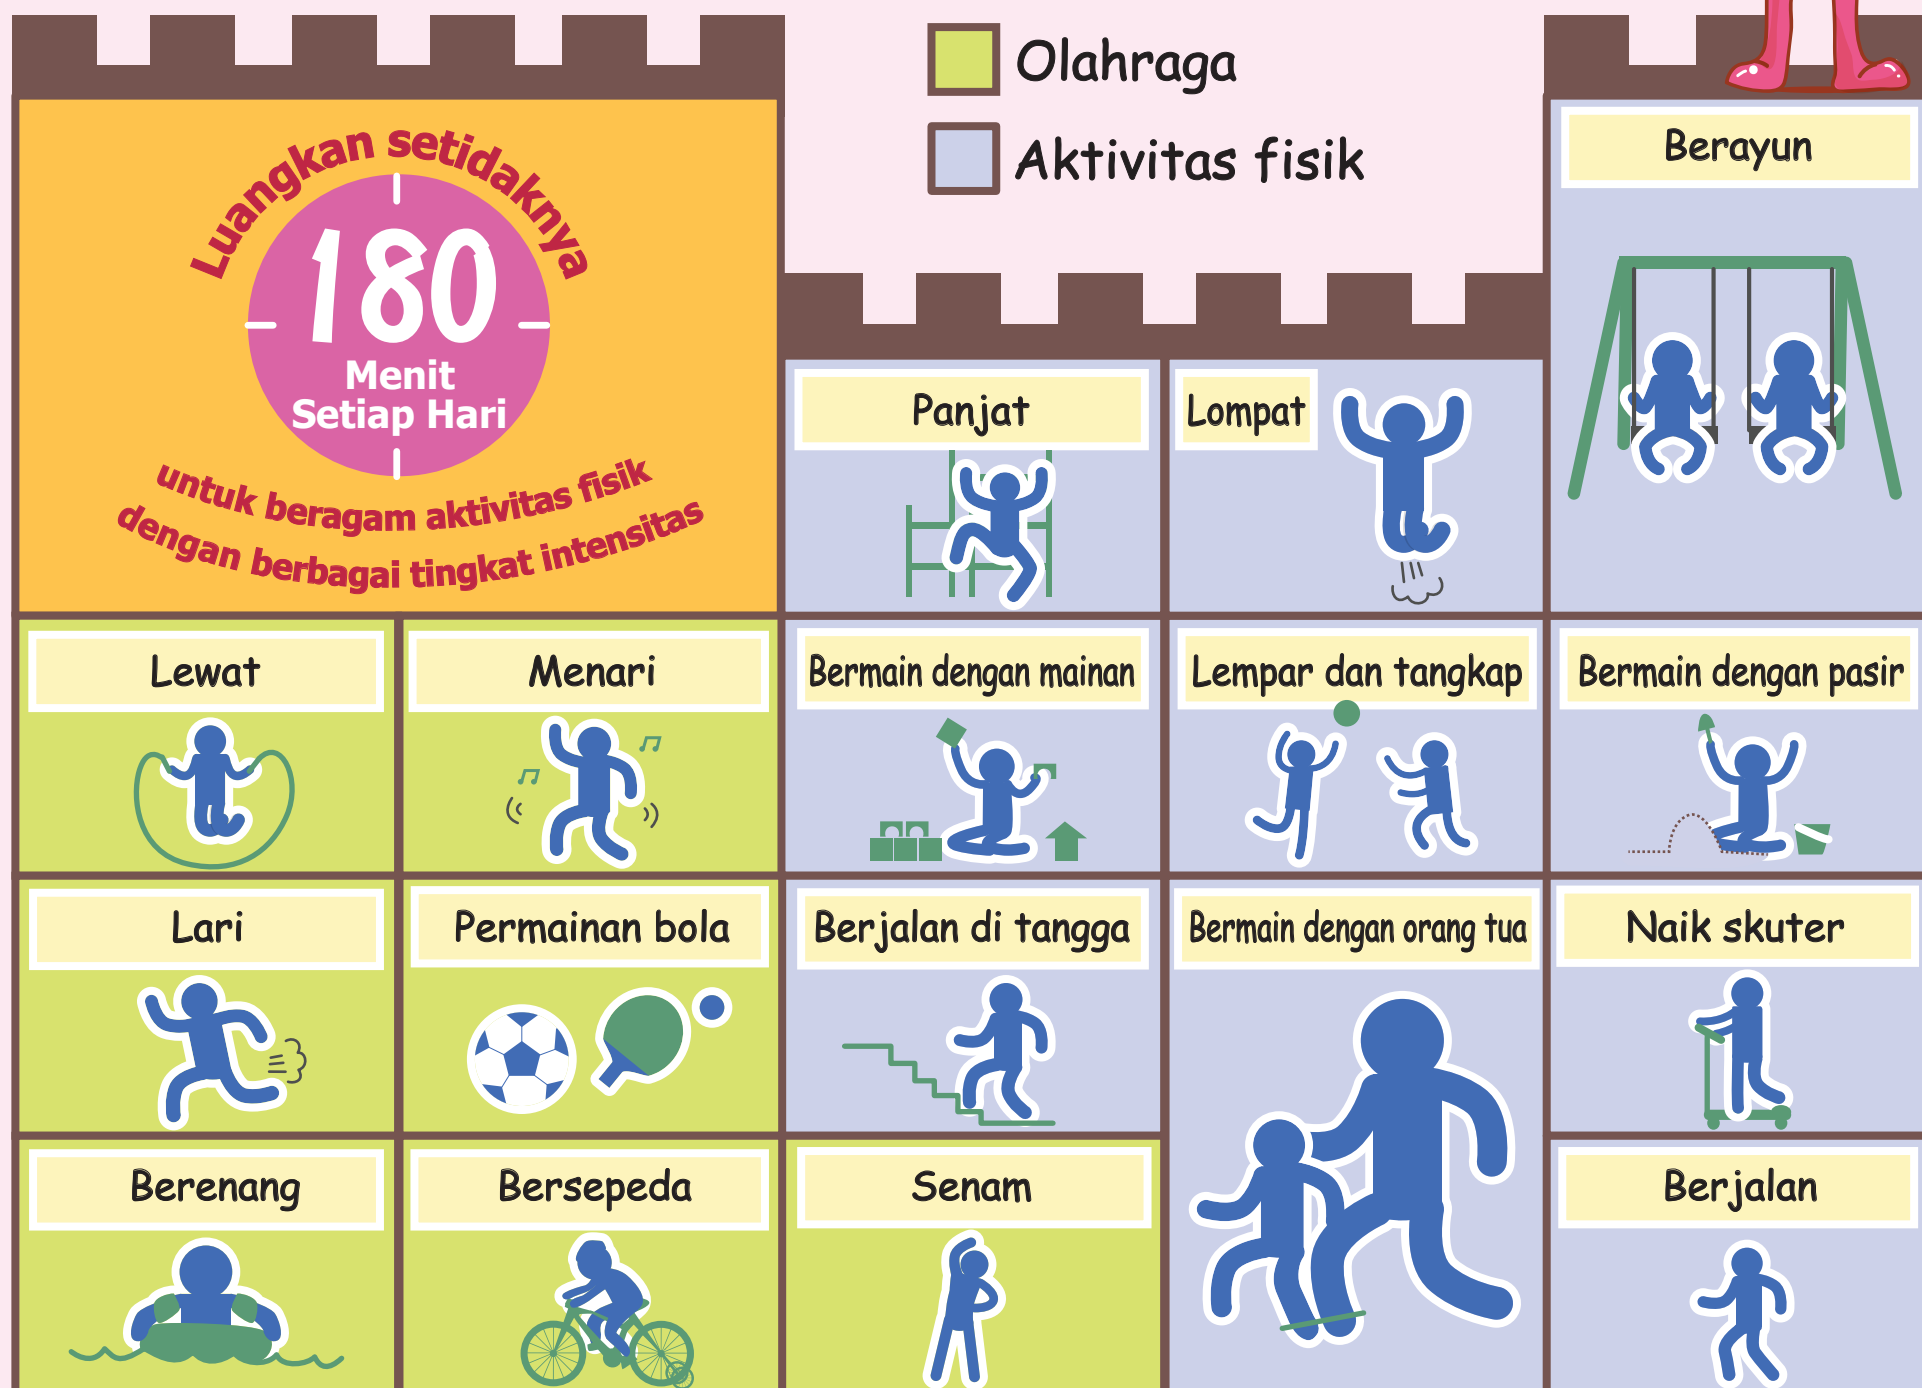 Olahraga
Aktivitas fisik
Luangkan setidaknya
180
Menit
Setiap Hari
untuk beragam aktivitas fisik
dengan berbagai tingkat intensitas
Berayun
Panjat
Lompat
Lewat
Menari
Bermain dengan mainan
Lempar dan tangkap
Bermain dengan pasir
Lari
Permainan bola
Berjalan di tangga
Bermain dengan orang tua
Naik skuter
Berenang
Bersepeda
Senam
Berjalan